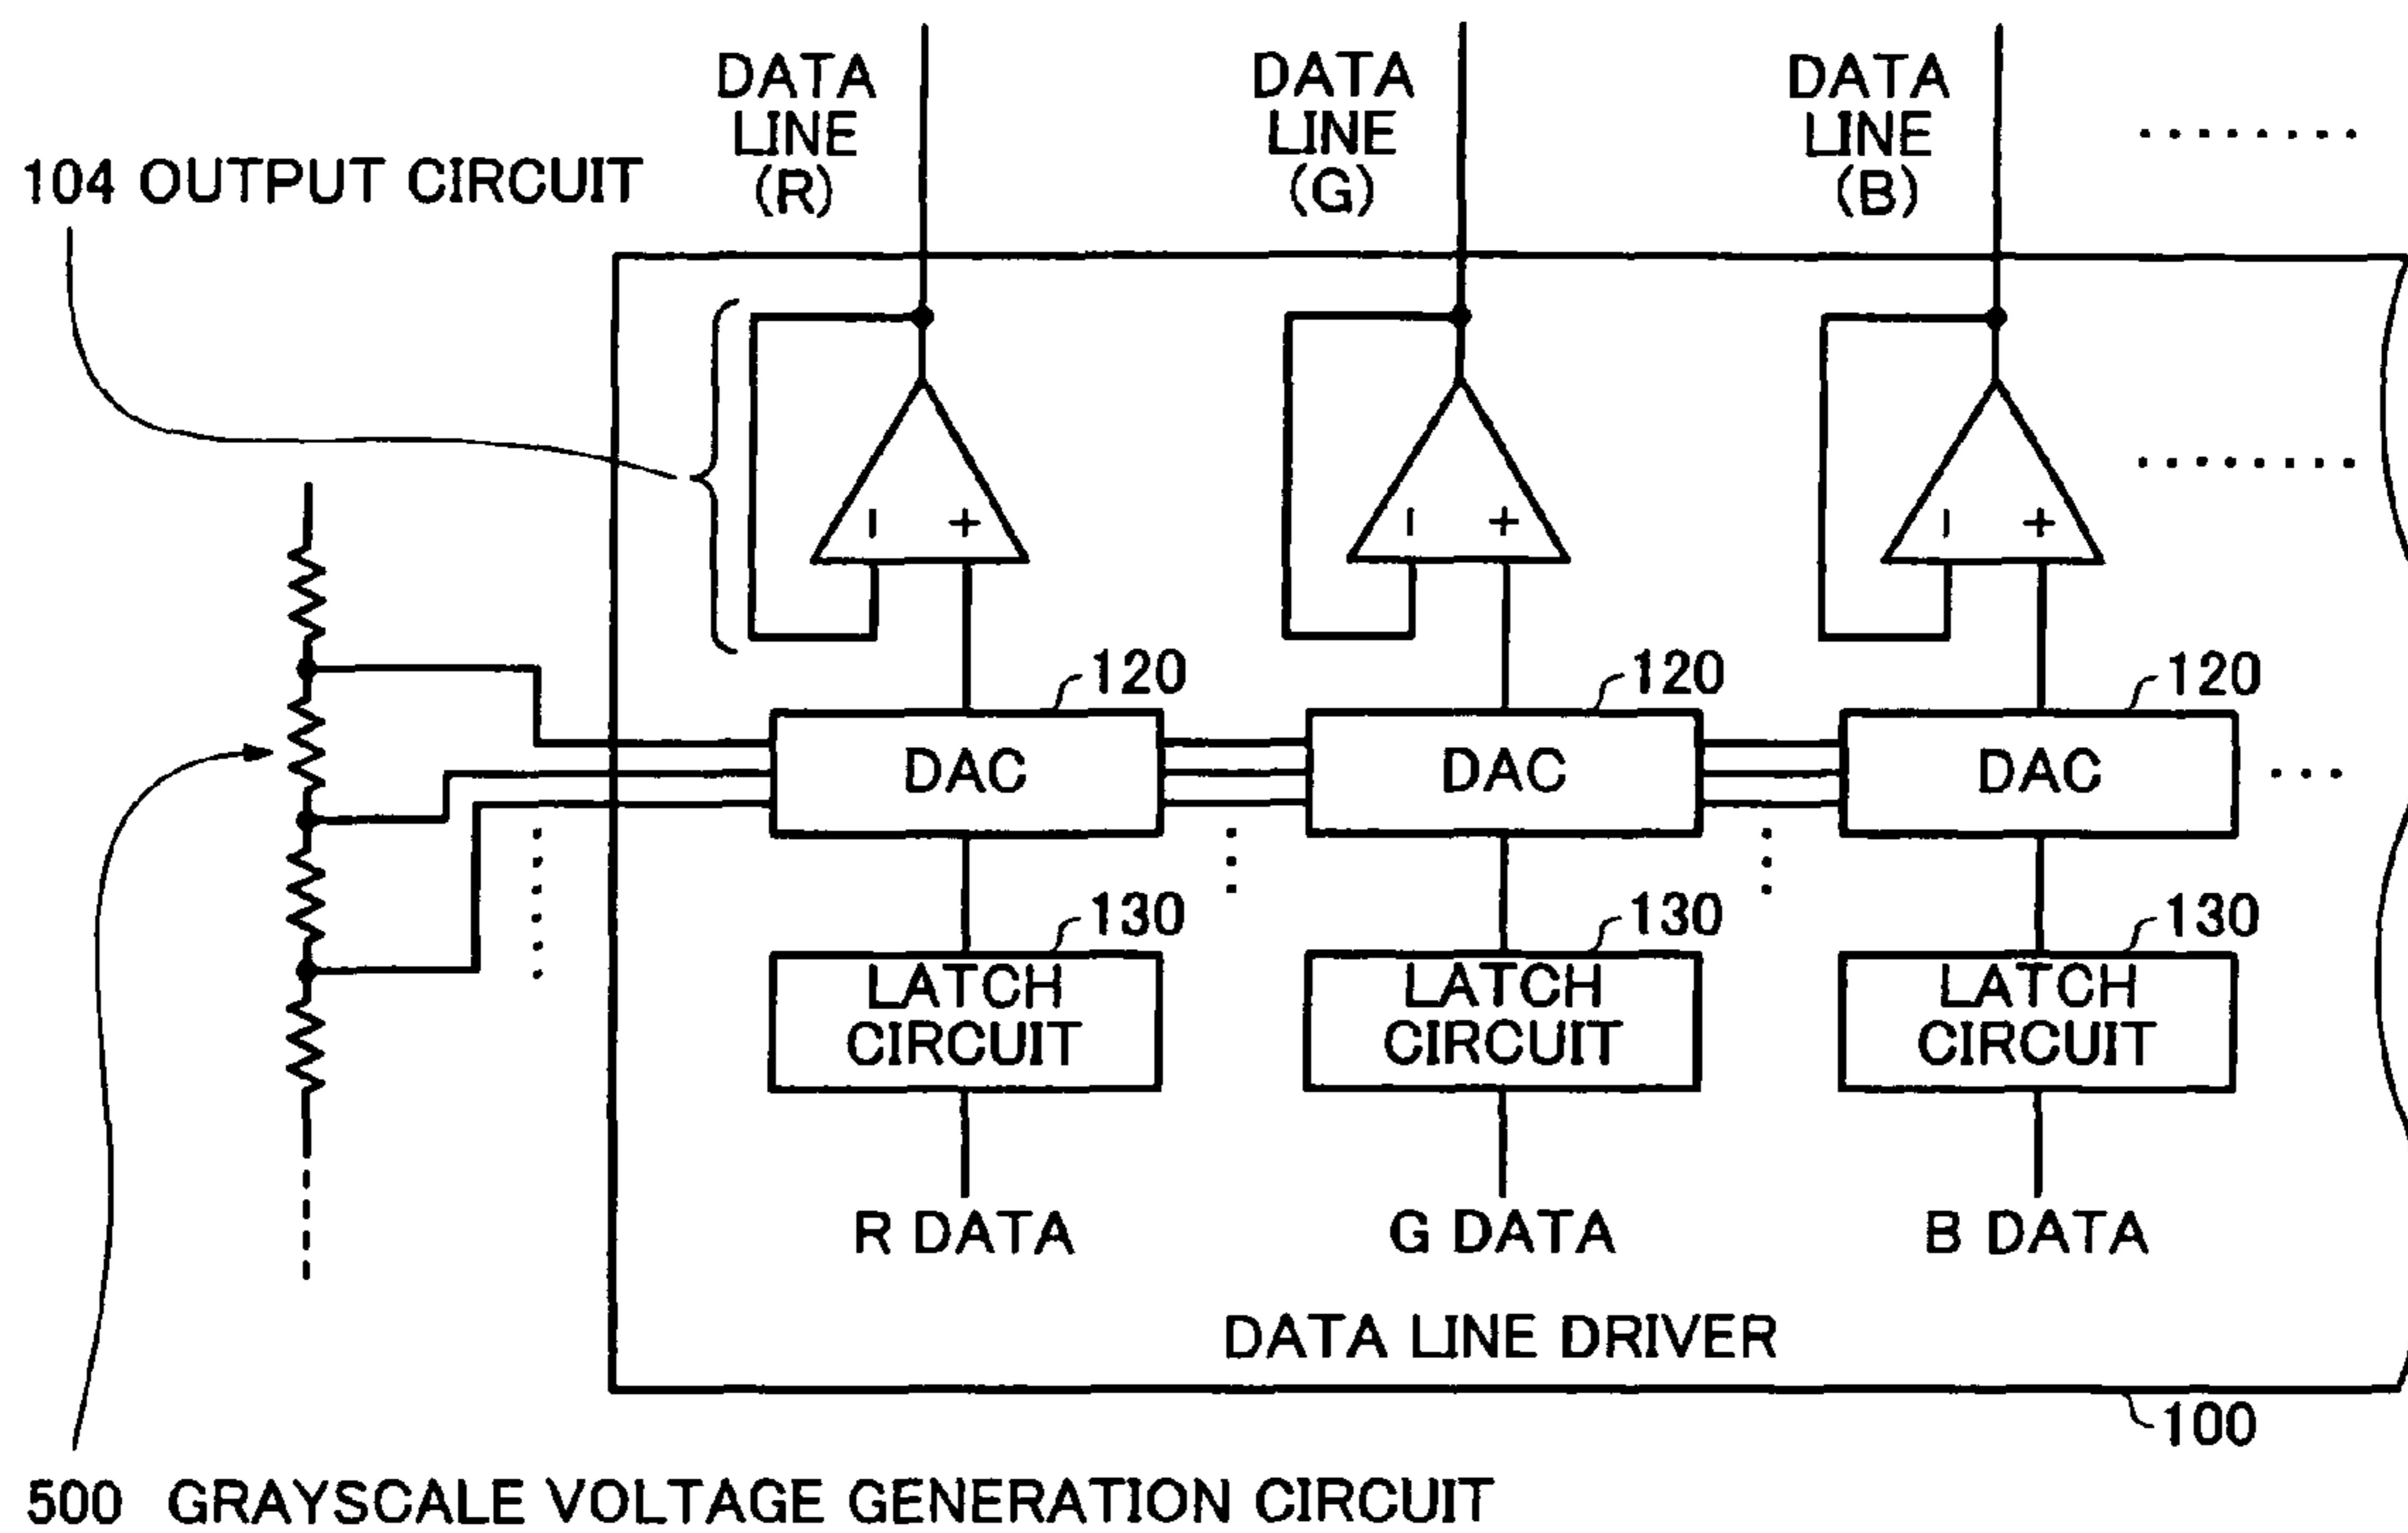 DATA
LINE
(R)
DATA
LINE
(G)
DATA
LINE
(B)
104 OUTPUT CIRCUIT
- +
- +
- +
120
120
120
DAC
DAC
DAC
130
130
130
LATCH
CIRCUIT
LATCH
CIRCUIT
LATCH
CIRCUIT
R DATA
G DATA
B DATA
DATA LINE DRIVER
100
500 GRAYSCALE VOLTAGE GENERATION CIRCUIT